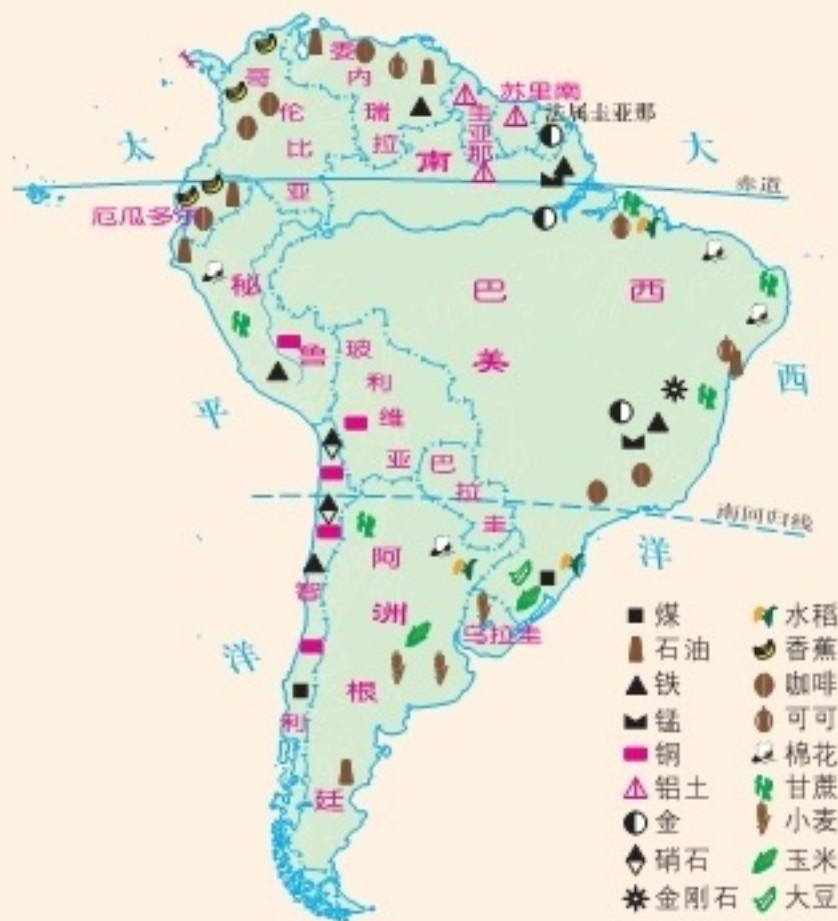 委内瑞拉
哥伦比亚
圭亚那
苏里南
法属圭亚那
太平洋
大西洋
赤道
厄瓜多尔
南美洲
秘鲁
巴西
玻利维亚
巴拉圭
南回归线
阿根廷
智利
乌拉圭
煤
石油
铁
锰
铜
铝土
金
硝石
金刚石
水稻
香蕉
咖啡
可可
棉花
甘蔗
小麦
玉米
大豆